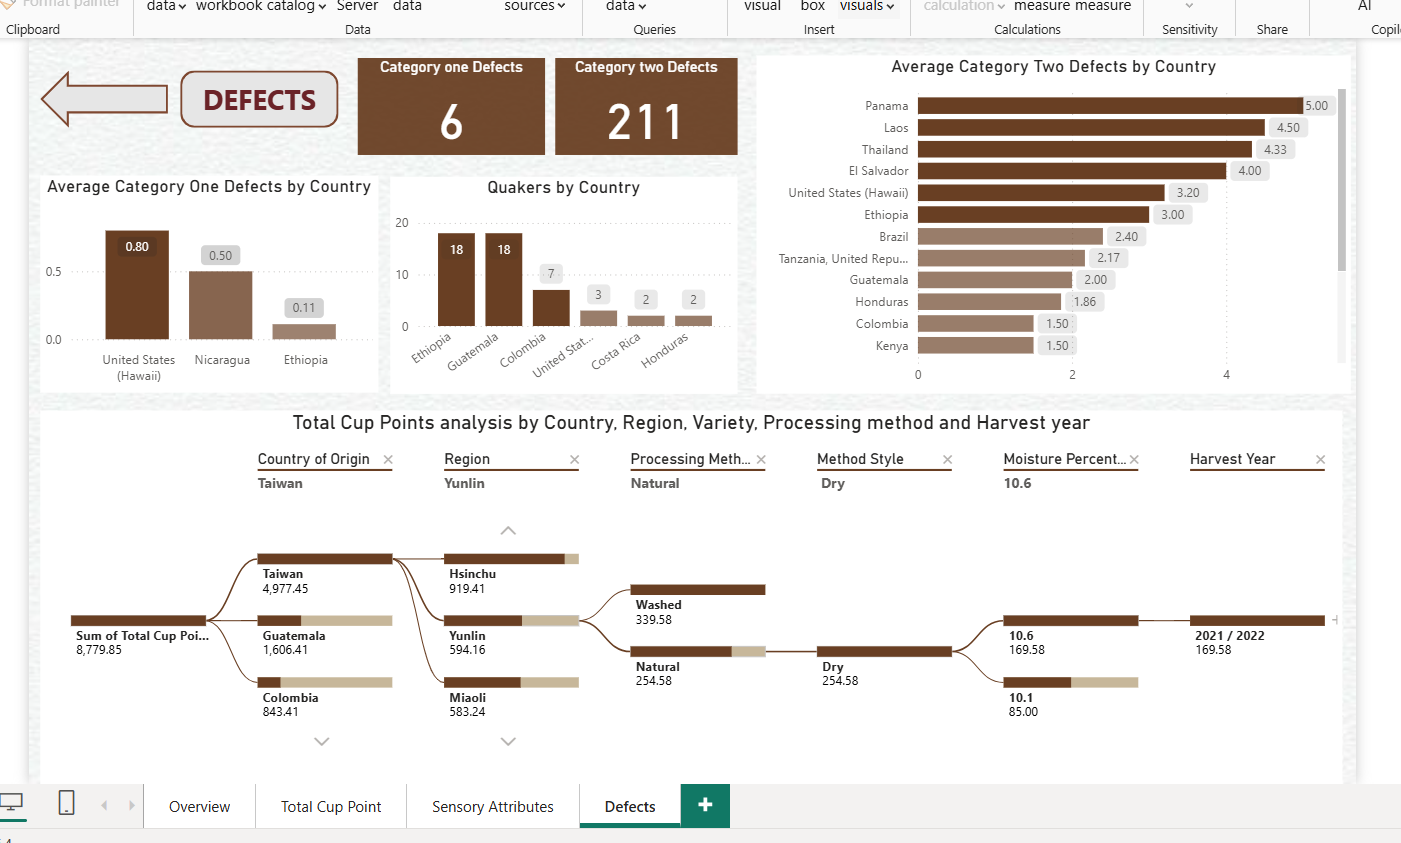 Format painter
data workbook catalog Server data
sources
data
visual box visuals
calculation measure measure
AI
Clipboard
Data
Queries
Insert
Calculations
Sensitivity
Share
DEFECTS
Category one Defects
6
Category two Defects
211
Average Category Two Defects by Country
Panama 5.00
Laos 4.50
Thailand 4.33
El Salvador 4.00
United States (Hawaii) 3.20
Ethiopia 3.00
Brazil 2.40
Tanzania, United Repu... 2.17
Guatemala 2.00
Honduras 1.86
Colombia 1.50
Kenya 1.50
0 2 4
Average Category One Defects by Country
0.5
0.0
0.80
0.50
0.11
United States
(Hawaii)
Nicaragua
Ethiopia
Quakers by Country
20
10
0
18 18 7 3 2 2
Ethiopia
Guatemala
Colombia
United Stat...
Costa Rica
Honduras
Total Cup Points analysis by Country, Region, Variety, Processing method and Harvest year
Country of Origin
Taiwan
Region
Yunlin
Processing Meth...
Natural
Method Style
Dry
Moisture Percent...
10.6
Harvest Year
Sum of Total Cup Poi...
8,779.85
Taiwan
4,977.45
Guatemala
1,606.41
Colombia
843.41
Hsinchu
919.41
Yunlin
594.16
Miaoli
583.24
Washed
339.58
Natural
254.58
Dry
254.58
10.6
169.58
10.1
85.00
2021 / 2022
169.58
Overview
Total Cup Point
Sensory Attributes
Defects